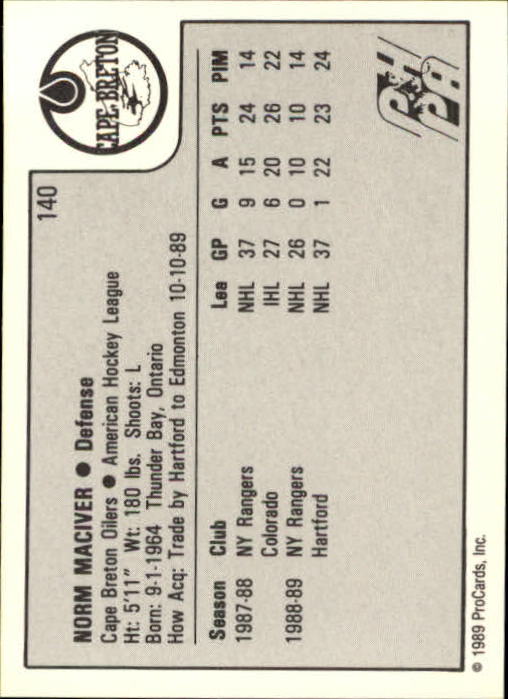 140
CAPE BRETON
NORM MACIVER ● Defense
Cape Breton Oilers ● American Hockey League
Ht: 5'11" Wt: 180 lbs. Shoots: L
Born: 9-1-1964 Thunder Bay, Ontario
How Acq: Trade by Hartford to Edmonton 10-10-89
Season Club Lea GP G A PTS PIM
1987-88 NY Rangers NHL 37 9 15 24 14
Colorado IHL 27 6 20 26 22
1988-89 NY Rangers NHL 26 0 10 10 14
Hartford NHL 37 1 22 23 24
© 1989 ProCards, Inc.